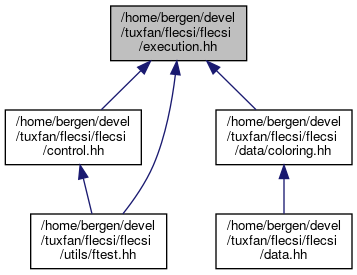 /home/bergen/devel
/tuxfan/flecsi/flecsi
/execution.hh
/home/bergen/devel
/tuxfan/flecsi/flecsi
/control.hh
/home/bergen/devel
/tuxfan/flecsi/flecsi
/data/coloring.hh
/home/bergen/devel
/tuxfan/flecsi/flecsi
/utils/ftest.hh
/home/bergen/devel
/tuxfan/flecsi/flecsi
/data.hh